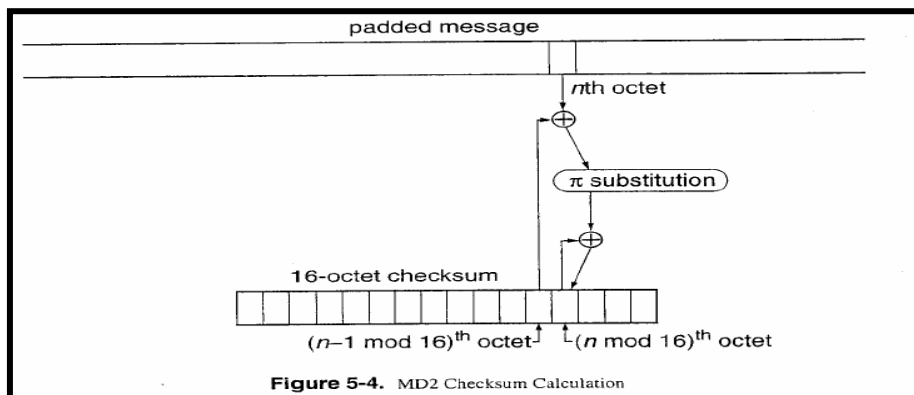 padded message
nth octet
⊕
π substitution
⊕
16-octet checksum
(n–1 mod 16)th octet
(n mod 16)th octet
Figure 5-4. MD2 Checksum Calculation